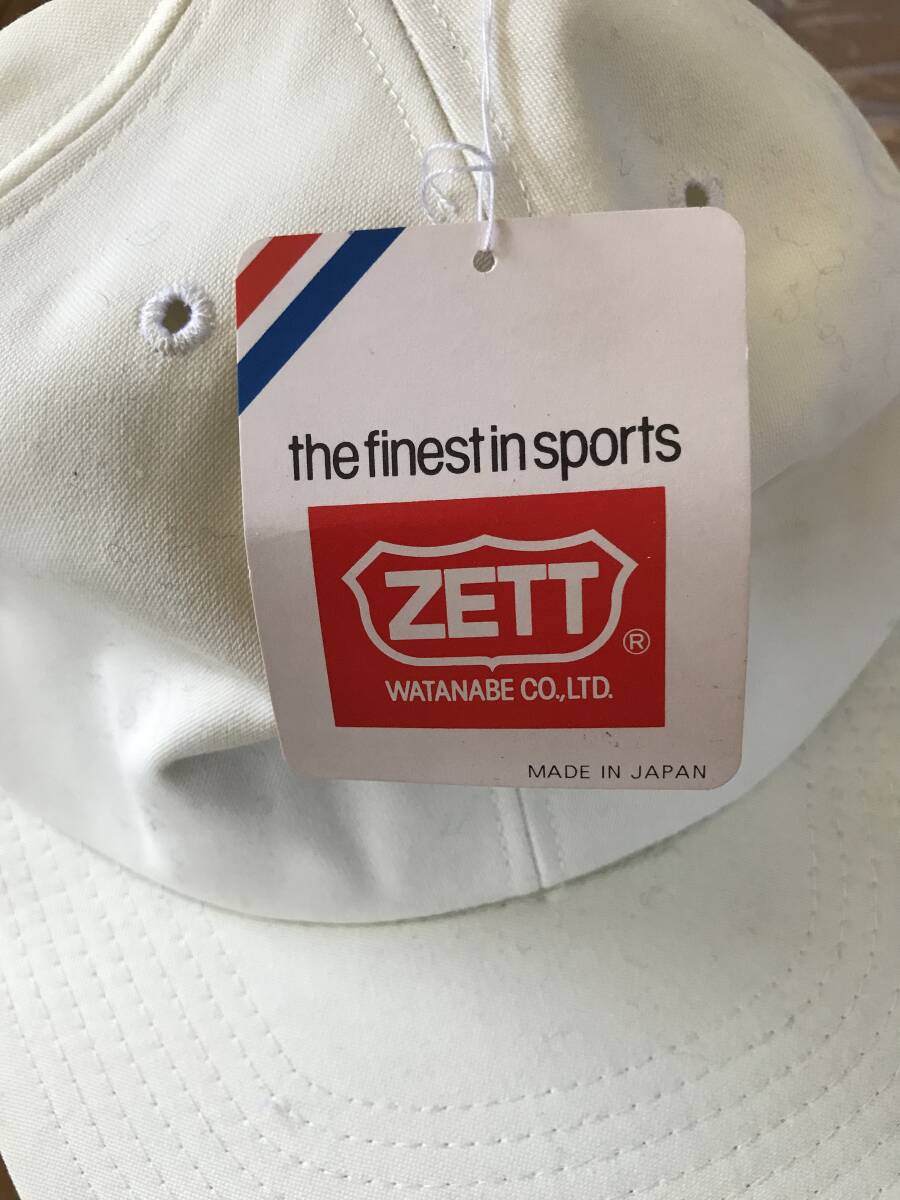 the finest in sports
ZETT
®
WATANABE CO.,LTD.
MADE IN JAPAN